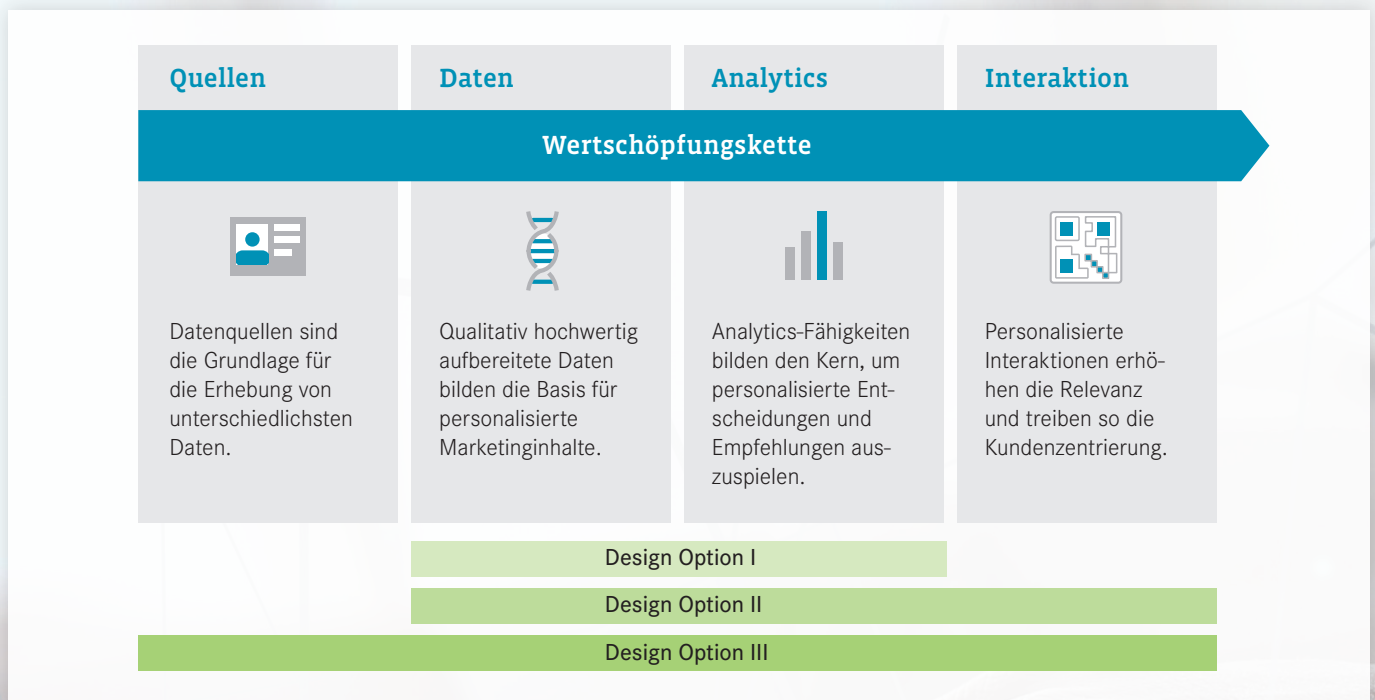 Quellen
Daten
Analytics
Interaktion
Wertschöpfungskette
Datenquellen sind
die Grundlage für
die Erhebung von
unterschiedlichsten
Daten.
Qualitativ hochwertig
aufbereitete Daten
bilden die Basis für
personalisierte
Marketinginhalte.
Analytics-Fähigkeiten
bilden den Kern, um
personalisierte Ent-
scheidungen und
Empfehlungen aus-
zuspielen.
Personalisierte
Interaktionen erhö-
hen die Relevanz
und treiben so die
Kundenzentrierung.
Design Option I
Design Option II
Design Option III